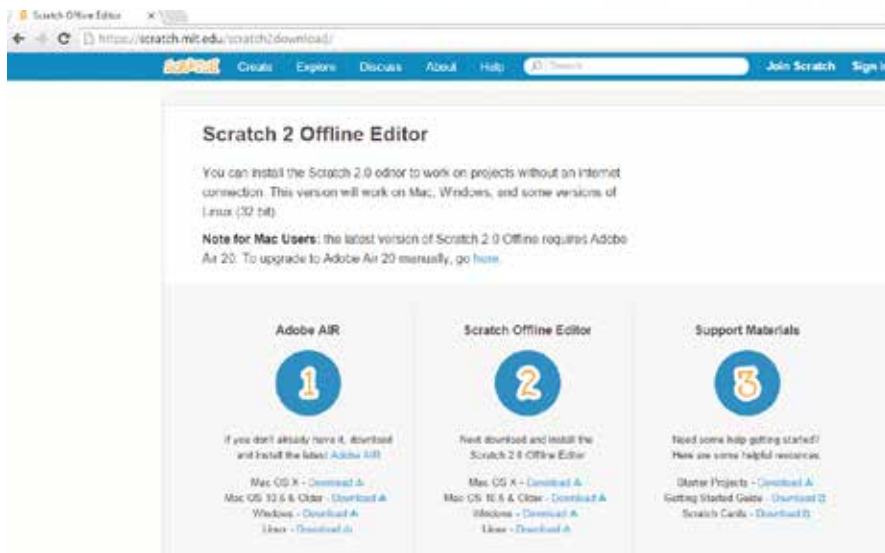 Scratch Offline Editor
https://scratch.mit.edu/scratch2download/
SCRATCH Create Explore Discuss About Help Search Join Scratch Sign in
Scratch 2 Offline Editor
You can install the Scratch 2.0 editor to work on projects without an internet
connection. This version will work on Mac, Windows, and some versions of
Linux (32 bit).
Note for Mac Users: the latest version of Scratch 2.0 Offline requires Adobe
Air 20. To upgrade to Adobe Air 20 manually, go here.
Adobe AIR
1
If you don't already have it, download
and install the latest Adobe AIR
Mac OS X - Download
Mac OS 10.5 & Older - Download
Windows - Download
Linux - Download
Scratch Offline Editor
2
Next download and install the
Scratch 2.0 Offline Editor
Mac OS X - Download
Mac OS 10.5 & Older - Download
Windows - Download
Linux - Download
Support Materials
3
Need some help getting started?
Here are some helpful resources.
Starter Projects - Download
Getting Started Guide - Download
Scratch Cards - Download